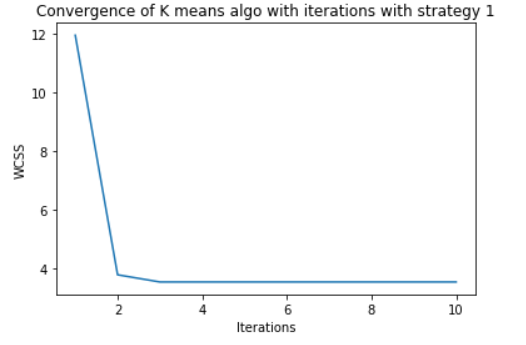 Convergence of K means algo with iterations with strategy 1
12
10
8
6
4
WCSS
2 4 6 8 10
Iterations